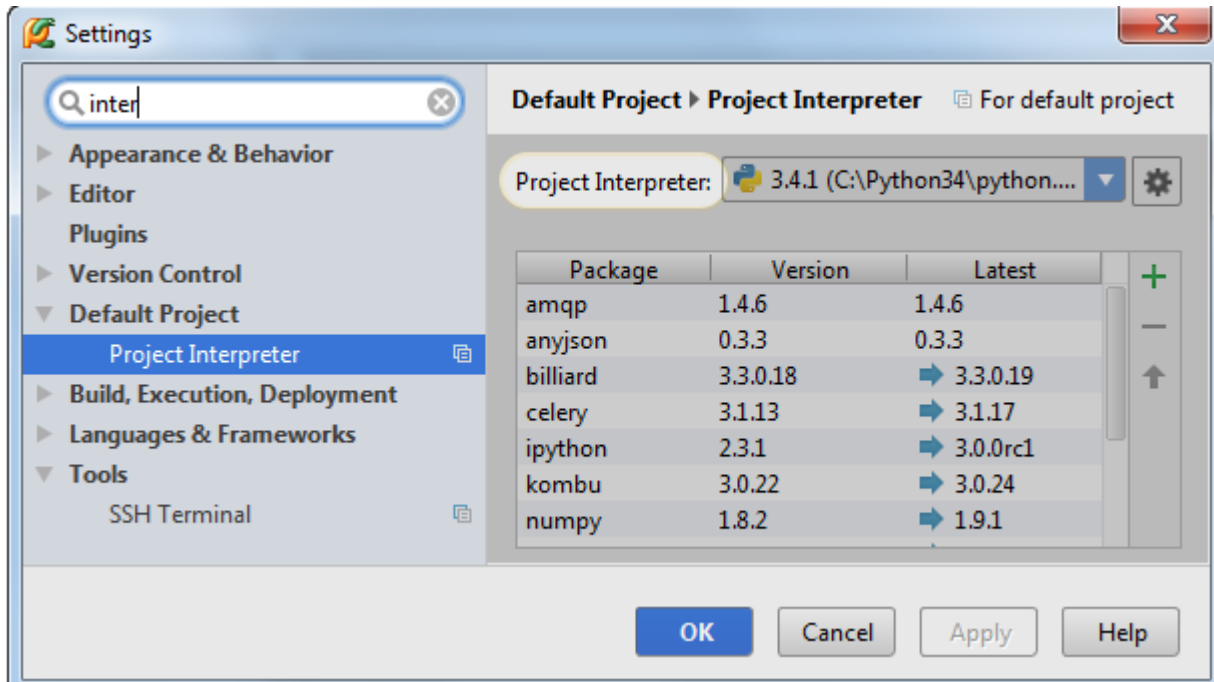 Settings
inter
Appearance & Behavior
Editor
Plugins
Version Control
Default Project
Project Interpreter
Build, Execution, Deployment
Languages & Frameworks
Tools
SSH Terminal
Default Project Project Interpreter For default project
Project Interpreter: 3.4.1 (C:\Python34\python....
Package Version Latest
amqp 1.4.6 1.4.6
anyjson 0.3.3 0.3.3
billiard 3.3.0.18 3.3.0.19
celery 3.1.13 3.1.17
ipython 2.3.1 3.0.0rc1
kombu 3.0.22 3.0.24
numpy 1.8.2 1.9.1
OK Cancel Apply Help